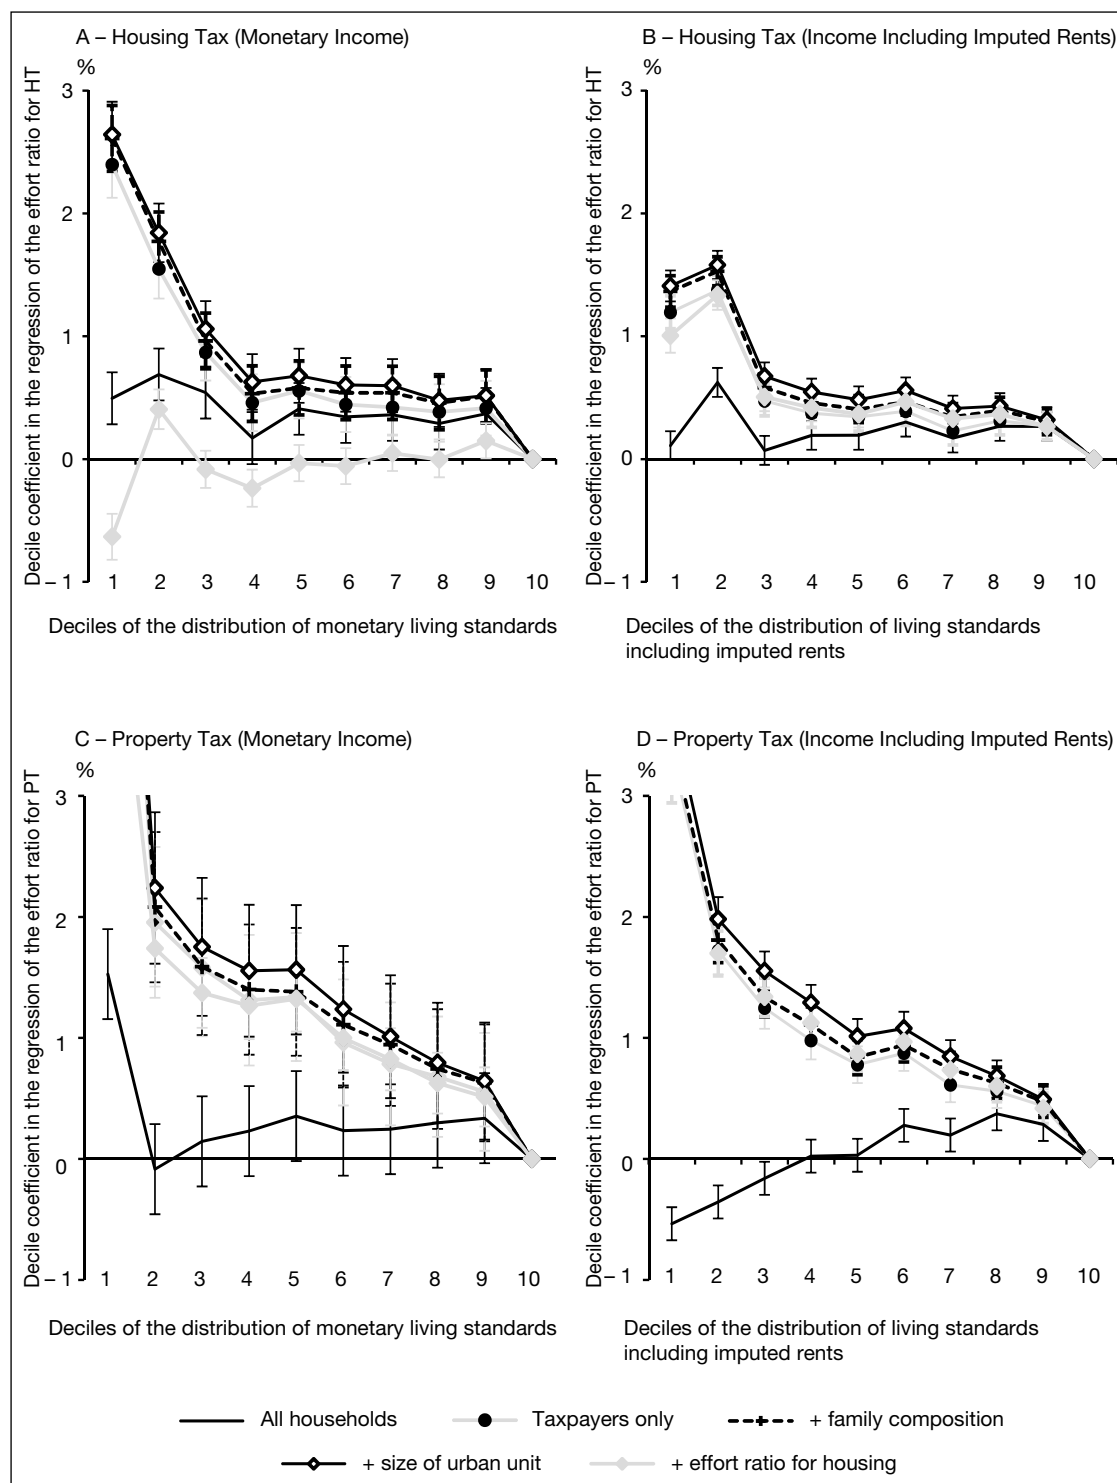 A – Housing Tax (Monetary Income)
%
Decile coefficient in the regression of the effort ratio for HT
3
2
1
0
– 1
1 2 3 4 5 6 7 8 9 10
Deciles of the distribution of monetary living standards
B – Housing Tax (Income Including Imputed Rents)
%
Decile coefficient in the regression of the effort ratio for HT
3
2
1
0
– 1
1 2 3 4 5 6 7 8 9 10
Deciles of the distribution of living standards
including imputed rents
C – Property Tax (Monetary Income)
%
Decile coefficient in the regression of the effort ratio for PT
3
2
1
0
– 1
1 2 3 4 5 6 7 8 9 10
Deciles of the distribution of monetary living standards
D – Property Tax (Income Including Imputed Rents)
%
Decile coefficient in the regression of the effort ratio for PT
3
2
1
0
– 1
1 2 3 4 5 6 7 8 9 10
Deciles of the distribution of living standards
including imputed rents
All households Taxpayers only + family composition
+ size of urban unit + effort ratio for housing